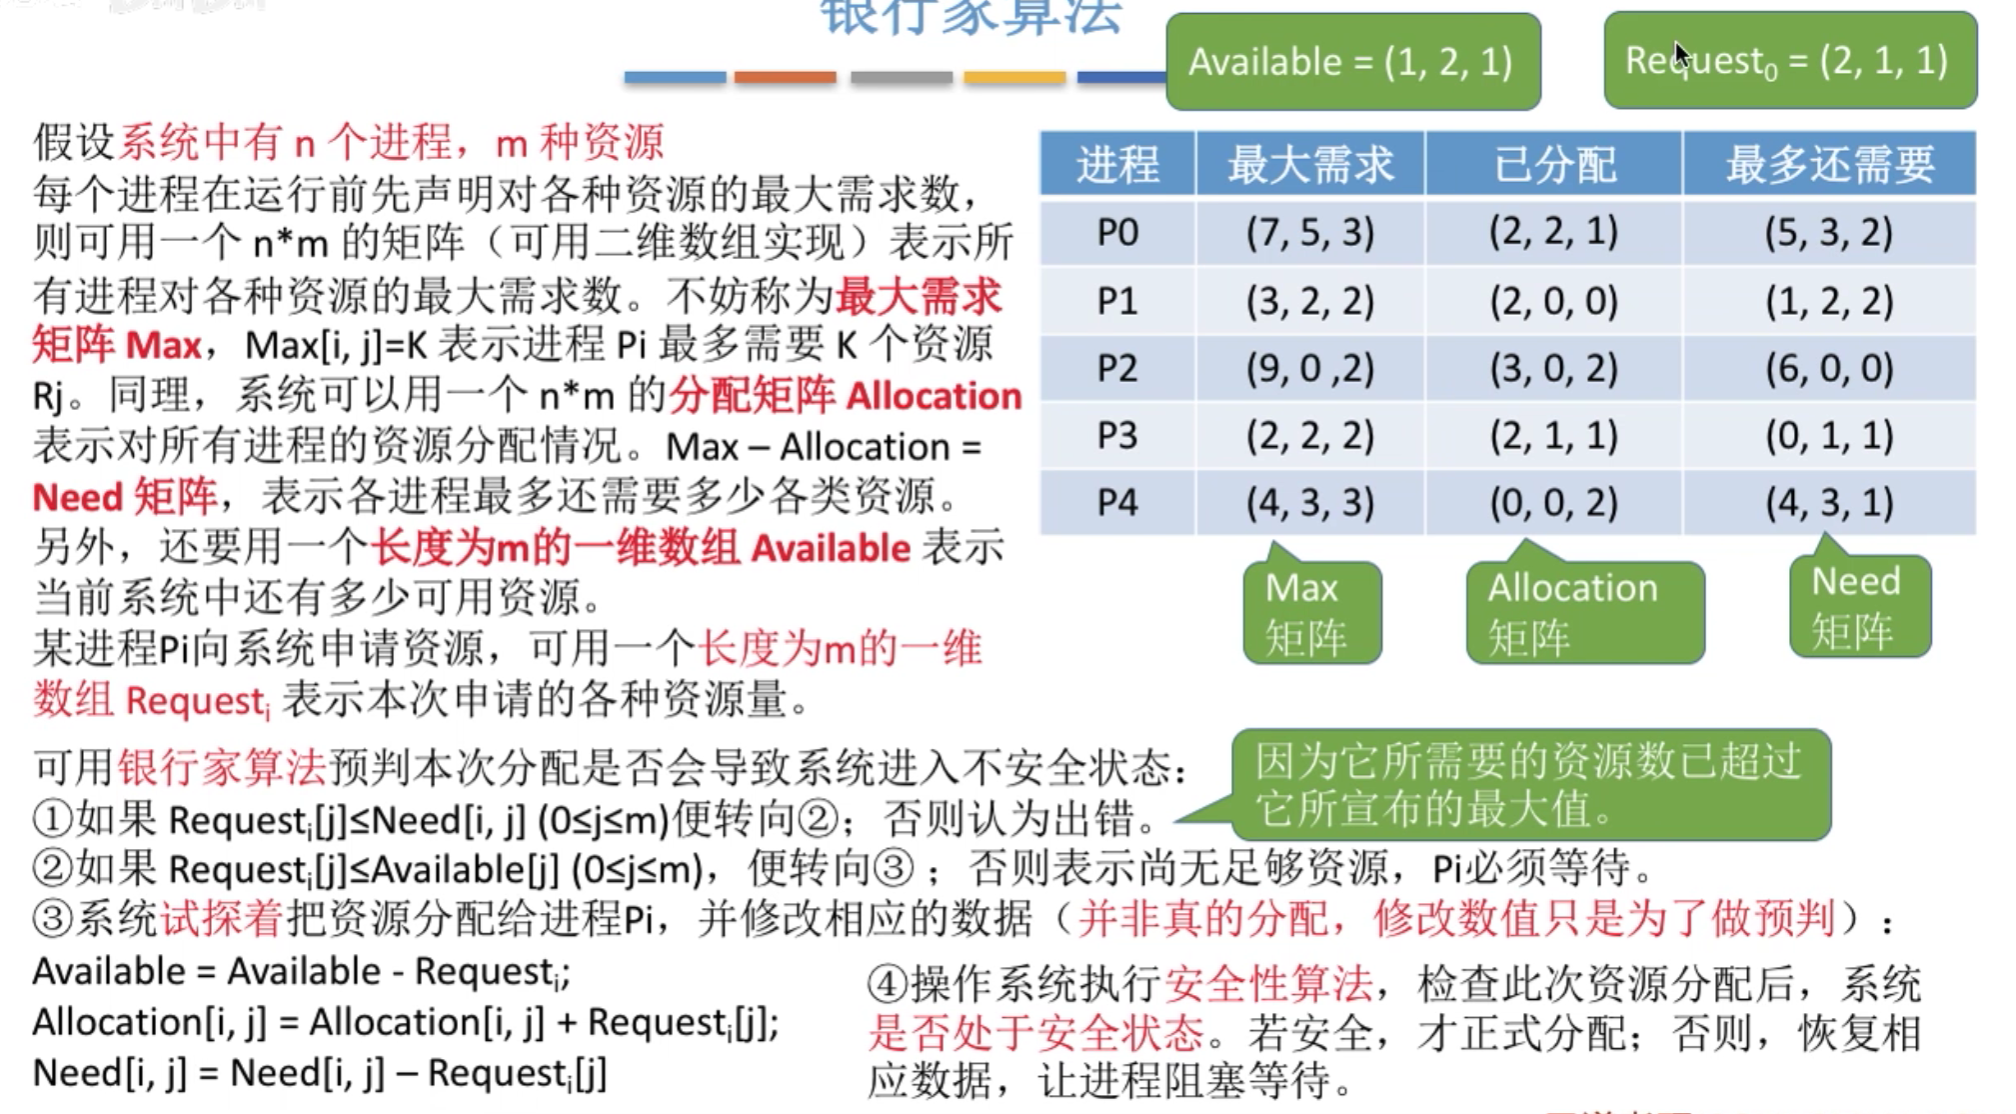 银行家算法
Available = (1, 2, 1)
Request0 = (2, 1, 1)
假设系统中有 n 个进程，m 种资源
每个进程在运行前先声明对各种资源的最大需求数，
则可用一个 n*m 的矩阵（可用二维数组实现）表示所
有进程对各种资源的最大需求数。不妨称为最大需求
矩阵 Max，Max[i, j]=K 表示进程 Pi 最多需要 K 个资源
Rj。同理，系统可以用一个 n*m 的分配矩阵 Allocation
表示对所有进程的资源分配情况。Max – Allocation =
Need 矩阵，表示各进程最多还需要多少各类资源。
另外，还要用一个长度为m的一维数组 Available 表示
当前系统中还有多少可用资源。
某进程Pi向系统申请资源，可用一个长度为m的一维
数组 Requesti 表示本次申请的各种资源量。
进程 最大需求 已分配 最多还需要
P0 (7, 5, 3) (2, 2, 1) (5, 3, 2)
P1 (3, 2, 2) (2, 0, 0) (1, 2, 2)
P2 (9, 0 ,2) (3, 0, 2) (6, 0, 0)
P3 (2, 2, 2) (2, 1, 1) (0, 1, 1)
P4 (4, 3, 3) (0, 0, 2) (4, 3, 1)
Max
矩阵
Allocation
矩阵
Need
矩阵
可用银行家算法预判本次分配是否会导致系统进入不安全状态：
因为它所需要的资源数已超过
它所宣布的最大值。
①如果 Requesti[j]≤Need[i, j] (0≤j≤m)便转向②；否则认为出错。
②如果 Requesti[j]≤Available[j] (0≤j≤m)，便转向③；否则表示尚无足够资源，Pi必须等待。
③系统试探着把资源分配给进程Pi，并修改相应的数据（并非真的分配，修改数值只是为了做预判）：
Available = Available - Requesti;
Allocation[i, j] = Allocation[i, j] + Requesti[j];
Need[i, j] = Need[i, j] – Requesti[j]
④操作系统执行安全性算法，检查此次资源分配后，系统
是否处于安全状态。若安全，才正式分配；否则，恢复相
应数据，让进程阻塞等待。